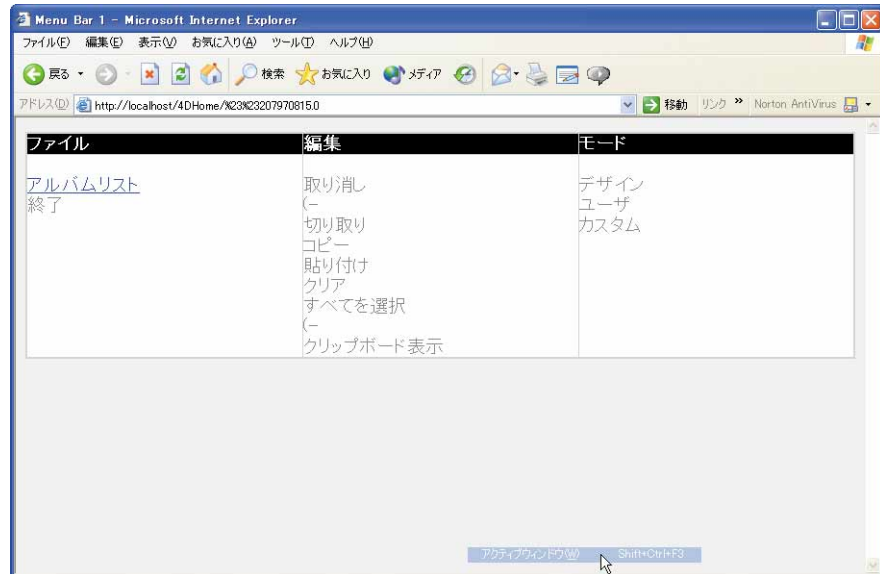 Menu Bar 1 - Microsoft Internet Explorer
ファイル(F) 編集(E) 表示(V) お気に入り(A) ツール(T) ヘルプ(H)
戻る 検索 お気に入り メディア
アドレス(D) http://localhost/4DHome/%23%23207970815.0 移動 リンク » Norton AntiVirus
ファイル 編集 モード
アルバムリスト 取り消し デザイン
終了 (- ユーザ
切り取り カスタム
コピー
貼り付け
クリア
すべてを選択
(-
クリップボード表示
アクティブウィンドウ(W) Shift+Ctrl+F3